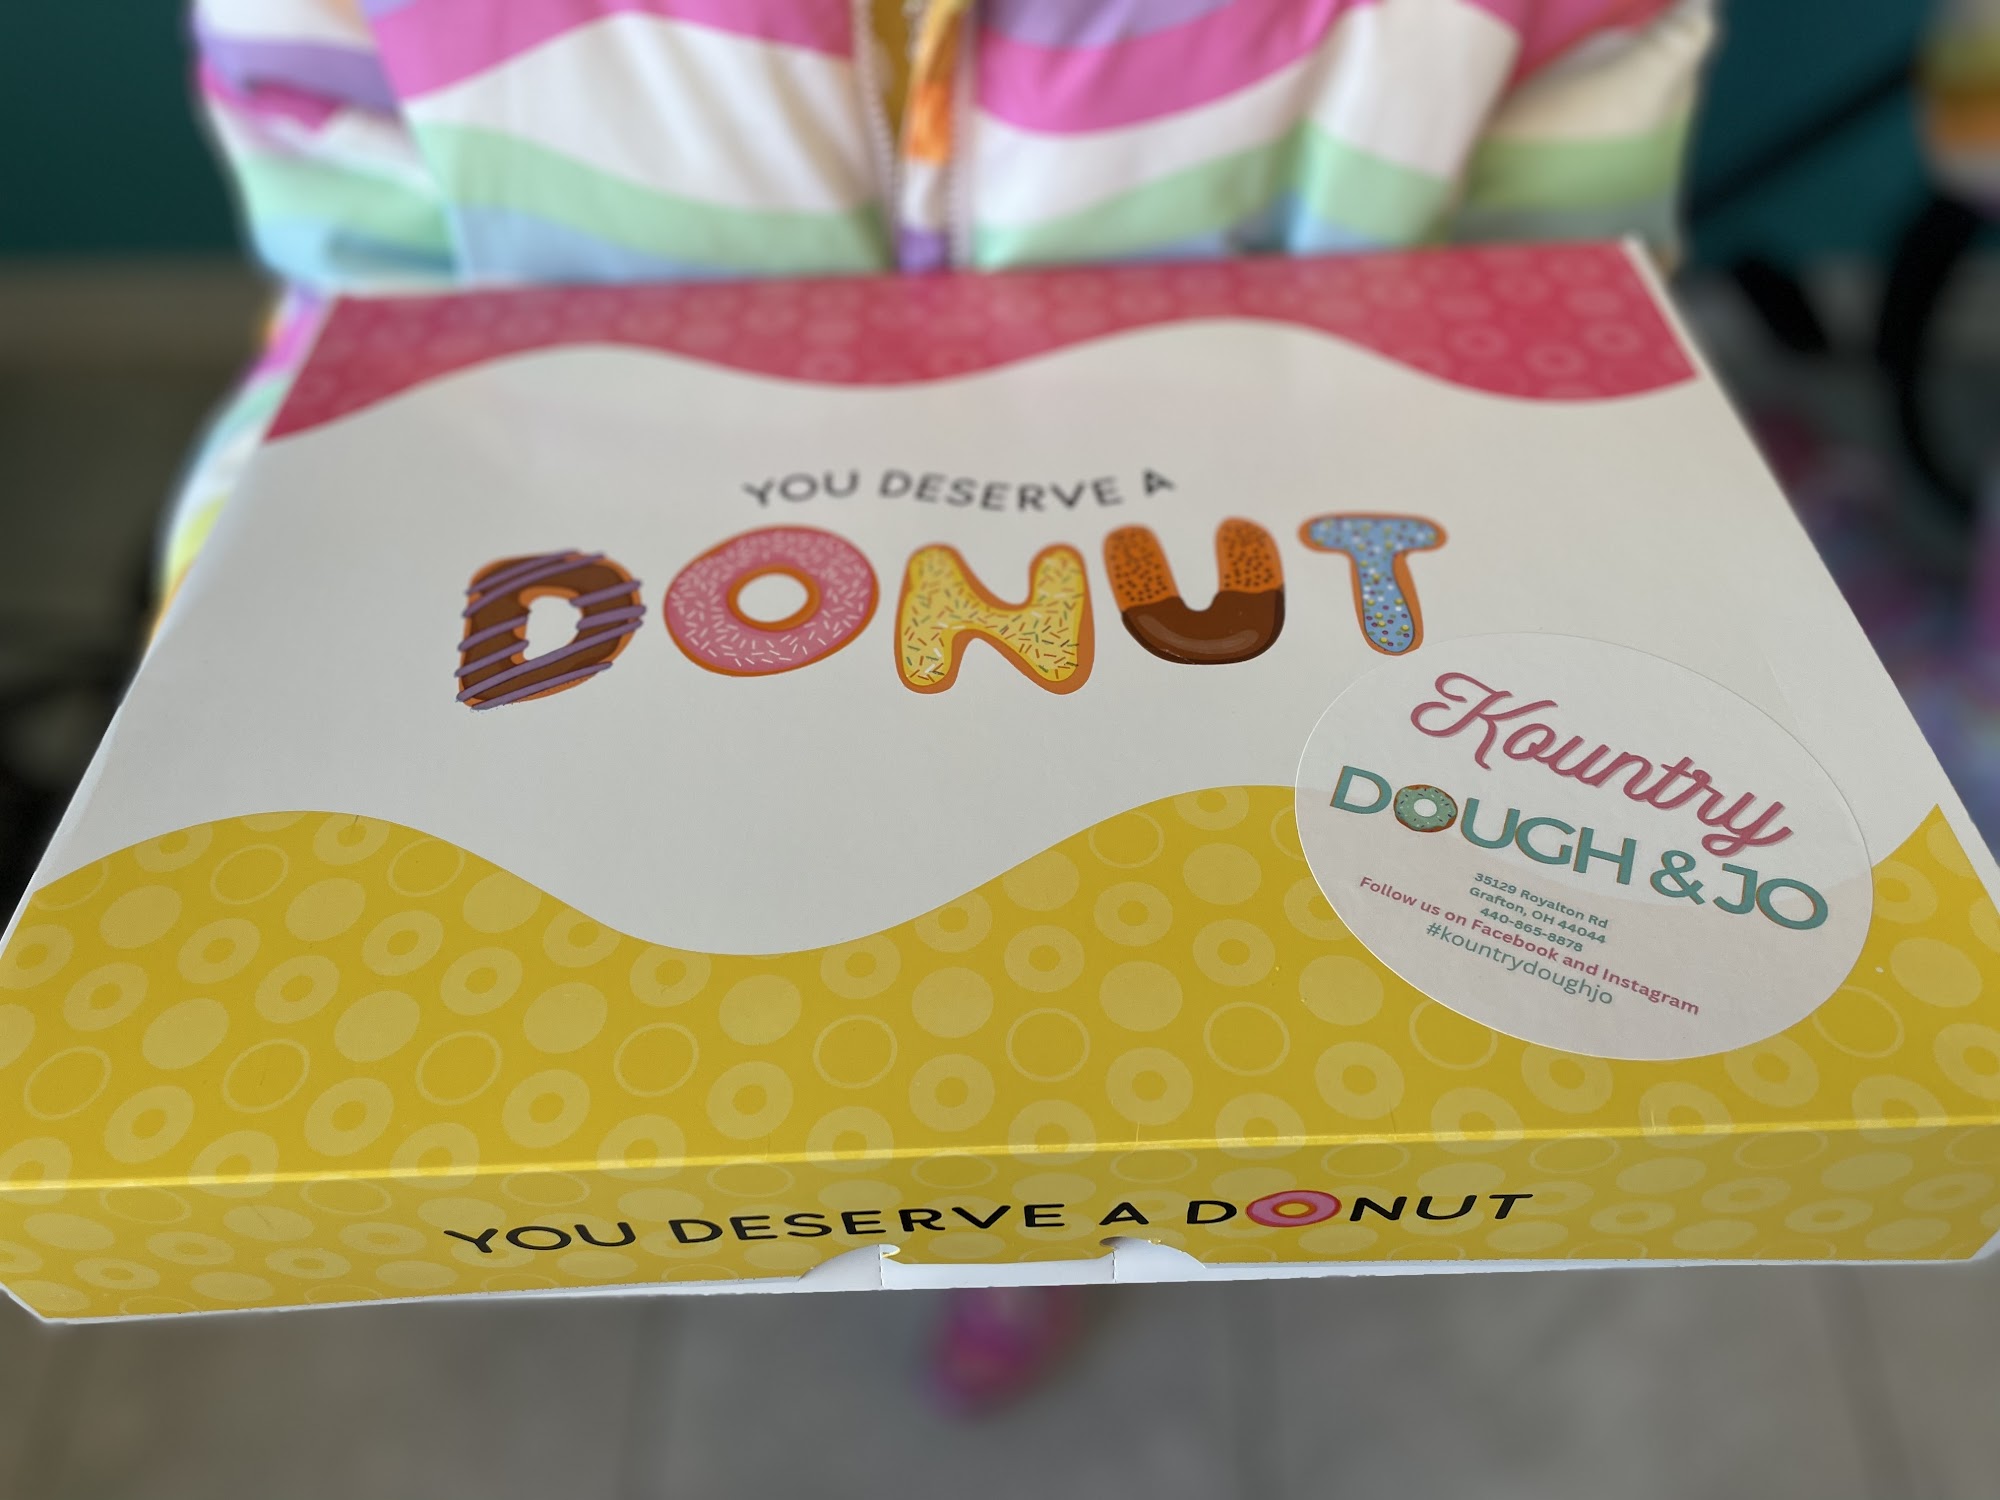 YOU DESERVE A
DONUT
Kountry
DOUGH & JO
35129 Royalton Rd
Grafton, OH 44044
440-865-8878
Follow us on Facebook and Instagram
#kountrydoughjo
YOU DESERVE A DONUT